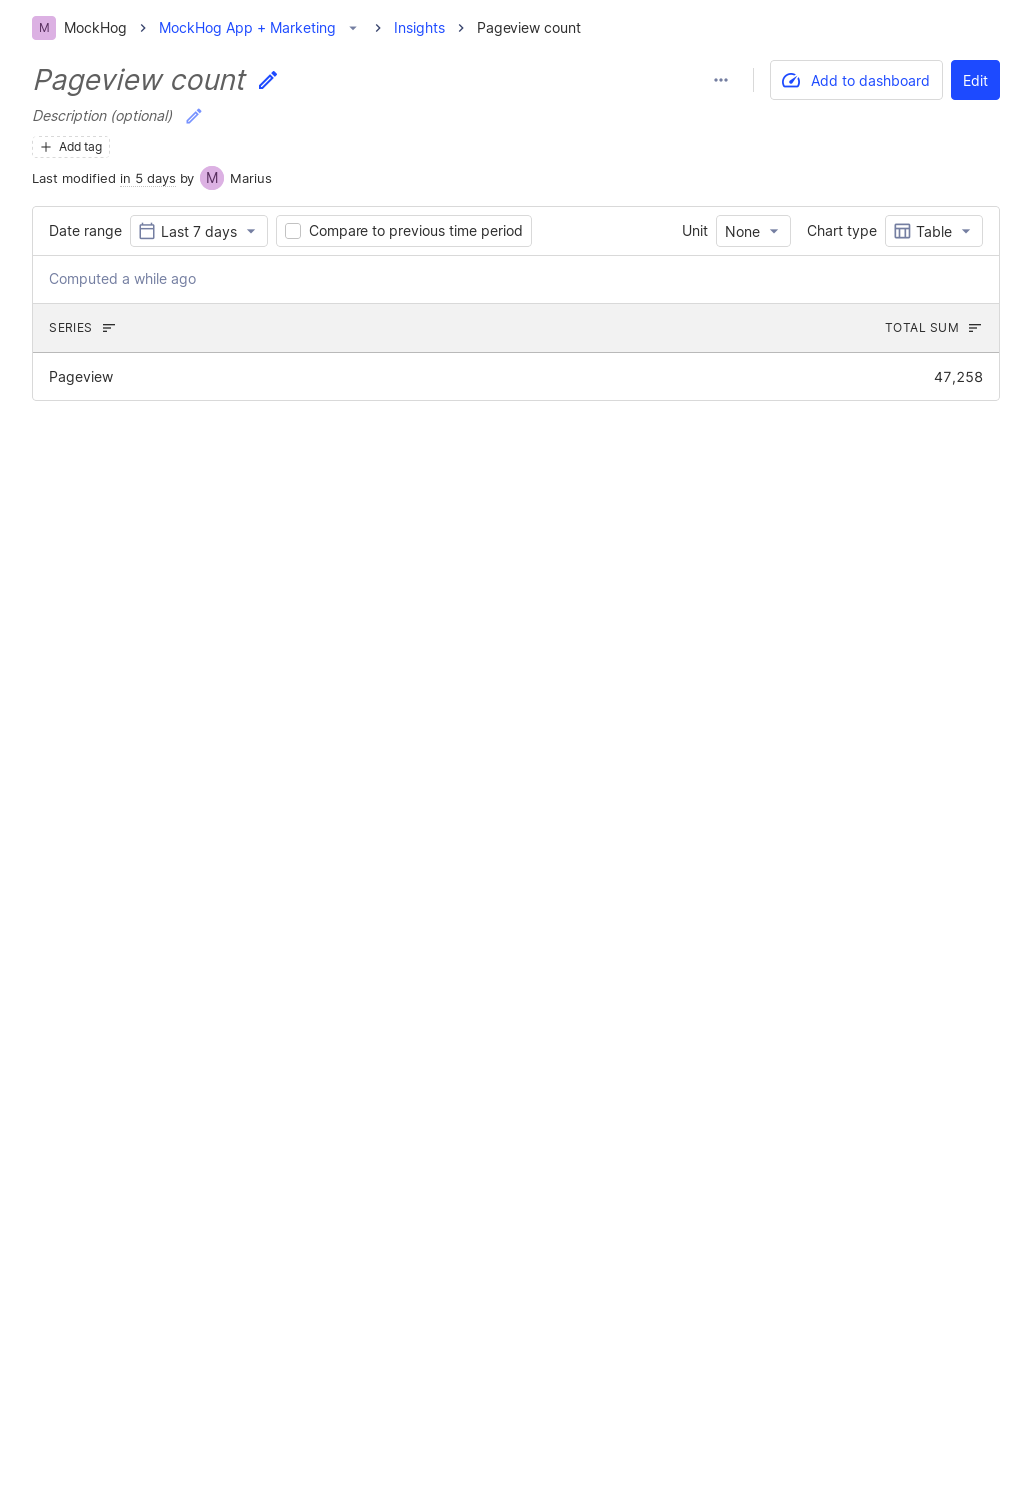 M MockHog MockHog App + Marketing Insights Pageview count
Pageview count
Add to dashboard Edit
Description (optional)
Add tag
Last modified in 5 days by M Marius
Date range Last 7 days Compare to previous time period Unit None Chart type Table
Computed a while ago
SERIES TOTAL SUM
Pageview 47,258